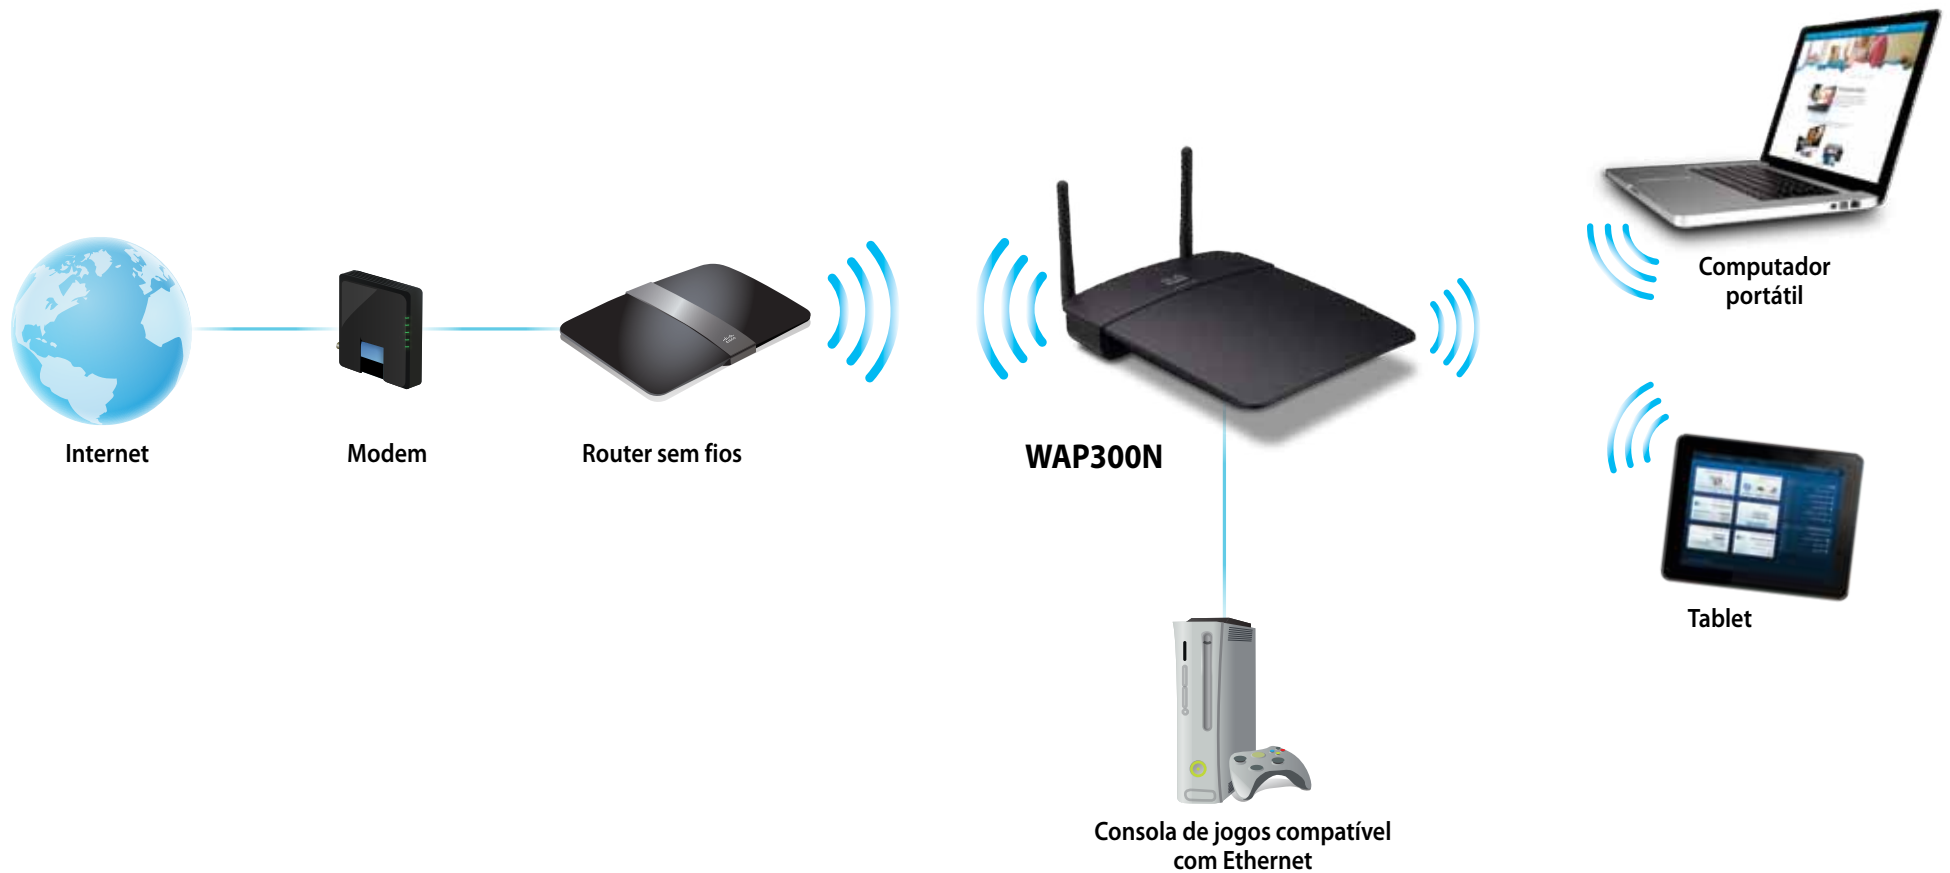 Internet
Modem
Router sem fios
WAP300N
Computador
portátil
Tablet
Consola de jogos compatível
com Ethernet